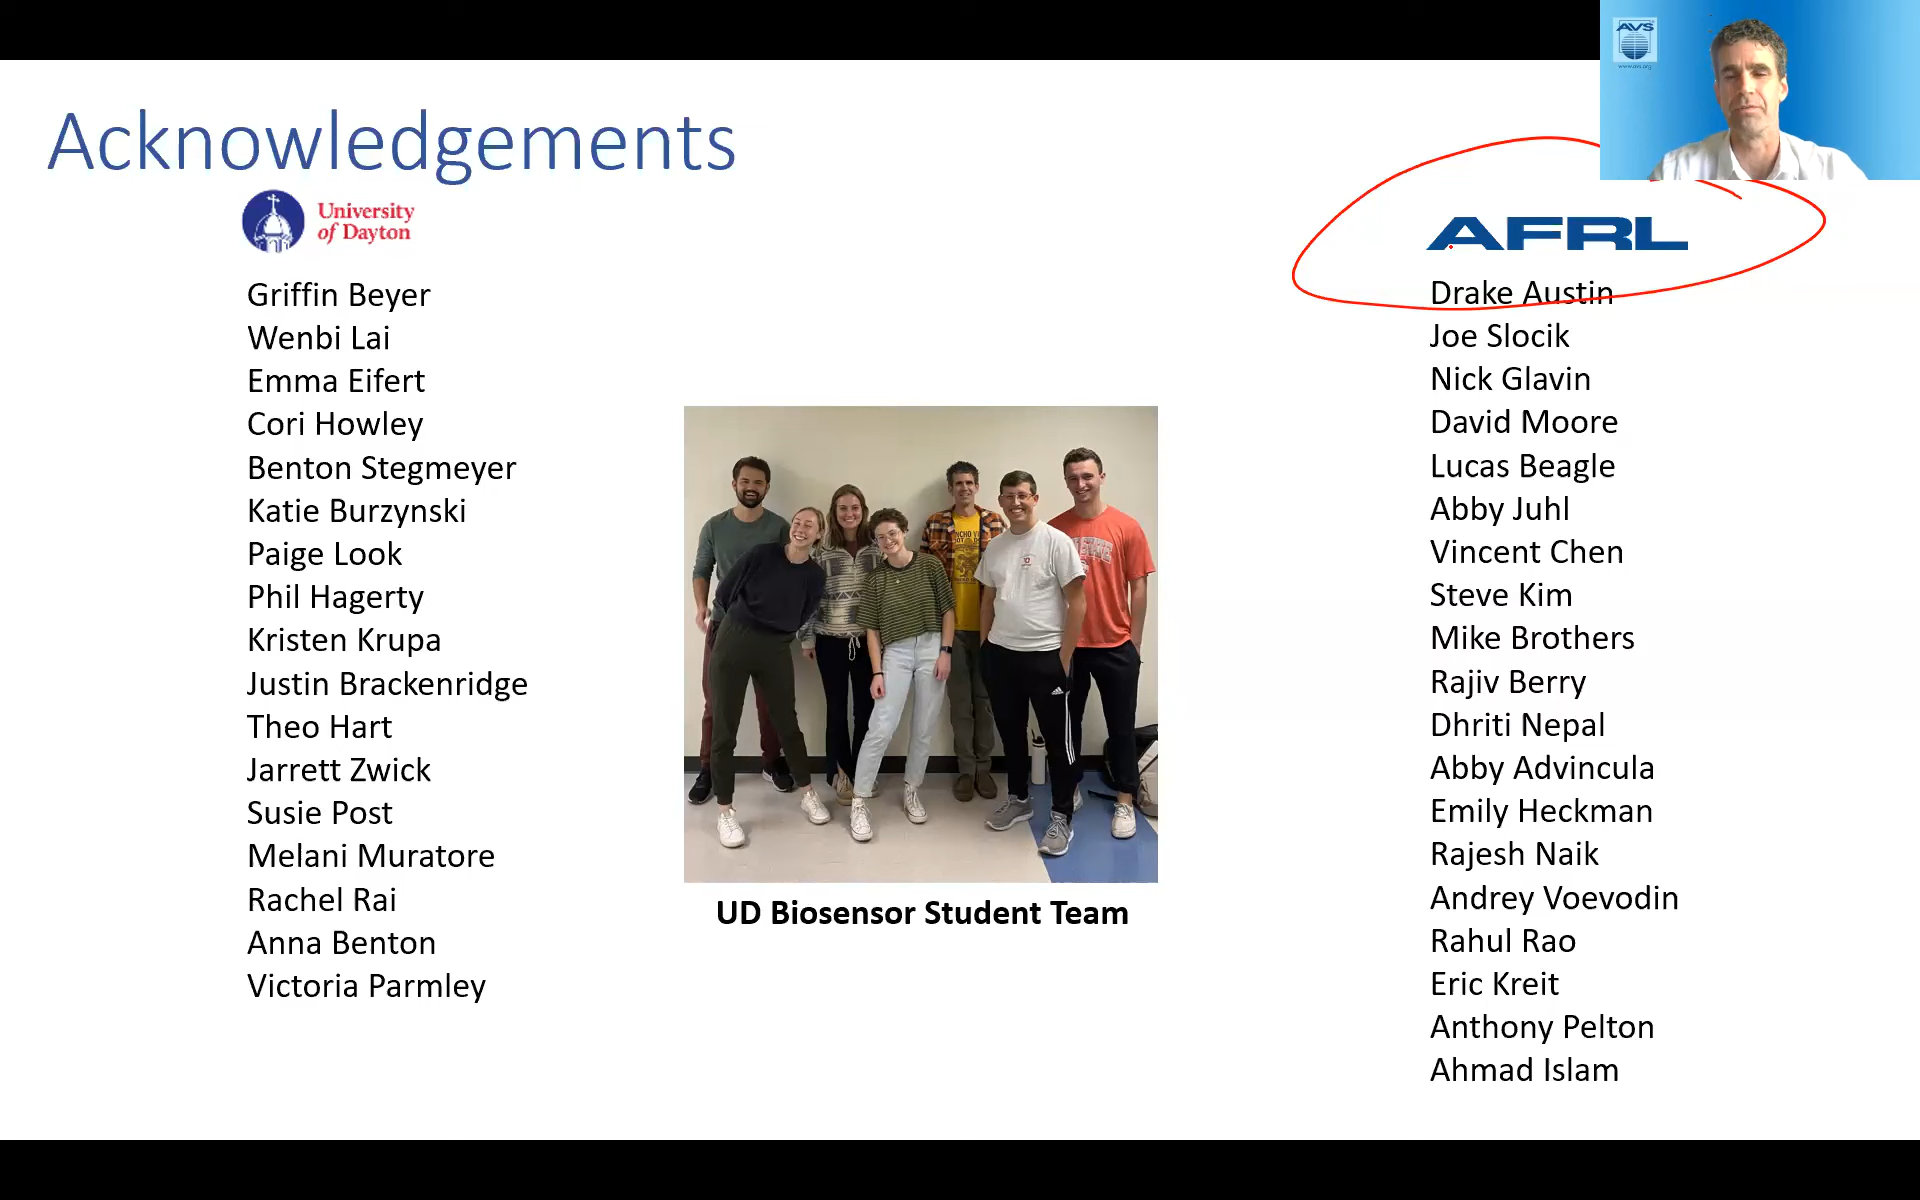 Acknowledgements
University
of Dayton
Griffin Beyer
Wenbi Lai
Emma Eifert
Cori Howley
Benton Stegmeyer
Katie Burzynski
Paige Look
Phil Hagerty
Kristen Krupa
Justin Brackenridge
Theo Hart
Jarrett Zwick
Susie Post
Melani Muratore
Rachel Rai
Anna Benton
Victoria Parmley
UD Biosensor Student Team
AVS
www.avs.org
AFRL
Drake Austin
Joe Slocik
Nick Glavin
David Moore
Lucas Beagle
Abby Juhl
Vincent Chen
Steve Kim
Mike Brothers
Rajiv Berry
Dhriti Nepal
Abby Advincula
Emily Heckman
Rajesh Naik
Andrey Voevodin
Rahul Rao
Eric Kreit
Anthony Pelton
Ahmad Islam